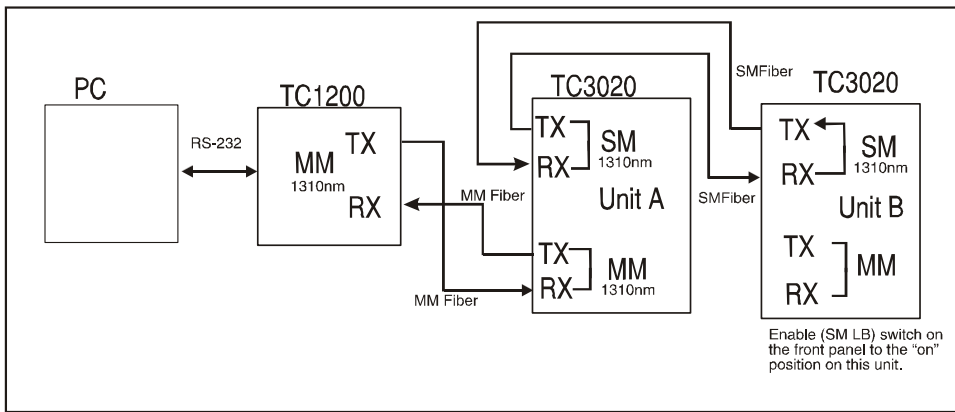 PC
RS-232
TC1200
TX
MM
1310nm
RX
MM Fiber
MM Fiber
TC3020
TX
SM
1310nm
RX
Unit A
TX
MM
1310nm
RX
SMFiber
SMFiber
TC3020
TX
SM
1310nm
RX
Unit B
TX
MM
RX
Enable (SM LB) switch on
the front panel to the “on”
position on this unit.